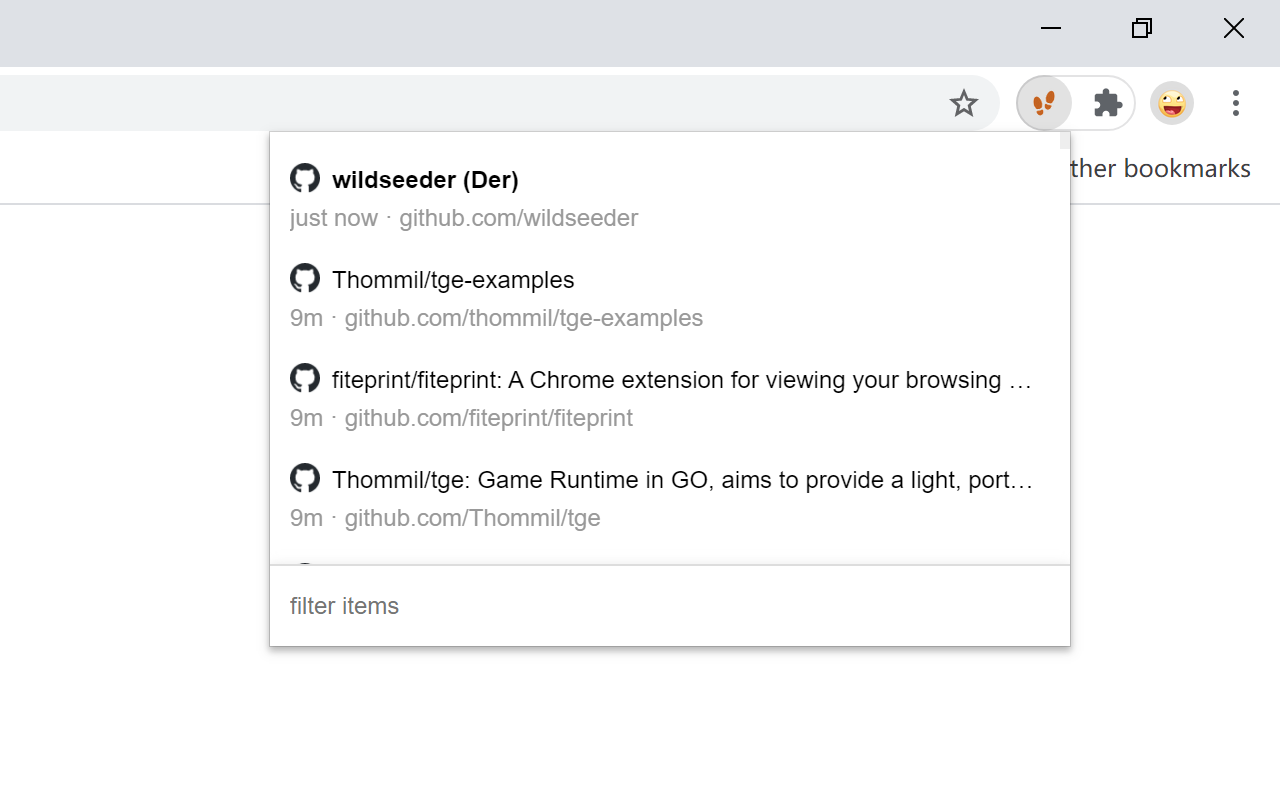 ther bookmarks
wildseeder (Der)
just now · github.com/wildseeder
Thommil/tge-examples
9m · github.com/thommil/tge-examples
fiteprint/fiteprint: A Chrome extension for viewing your browsing …
9m · github.com/fiteprint/fiteprint
Thommil/tge: Game Runtime in GO, aims to provide a light, port…
9m · github.com/Thommil/tge
filter items